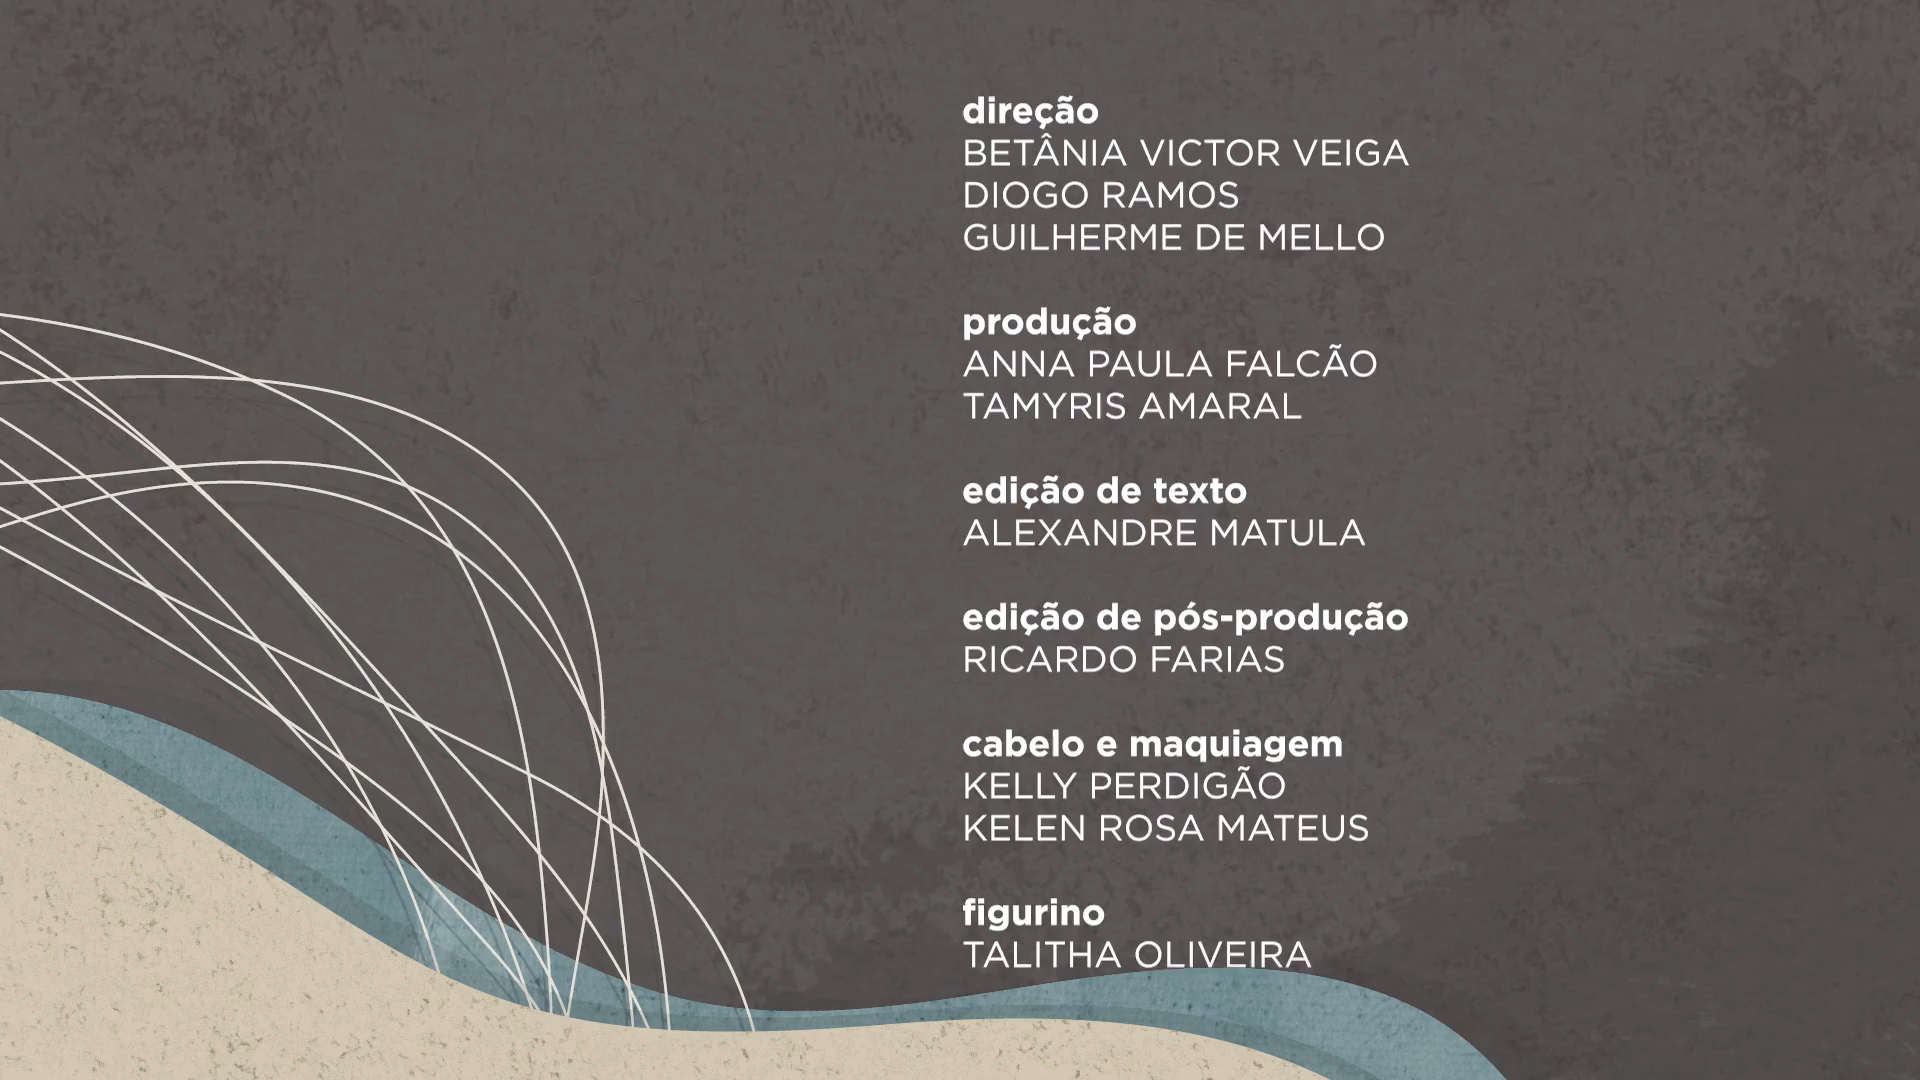 direção
BETÂNIA VICTOR VEIGA
DIOGO RAMOS
GUILHERME DE MELLO
produção
ANNA PAULA FALCÃO
TAMYRIS AMARAL
edição de texto
ALEXANDRE MATULA
edição de pós-produção
RICARDO FARIAS
cabelo e maquiagem
KELLY PERDIGÃO
KELEN ROSA MATEUS
figurino
TALITHA OLIVEIRA